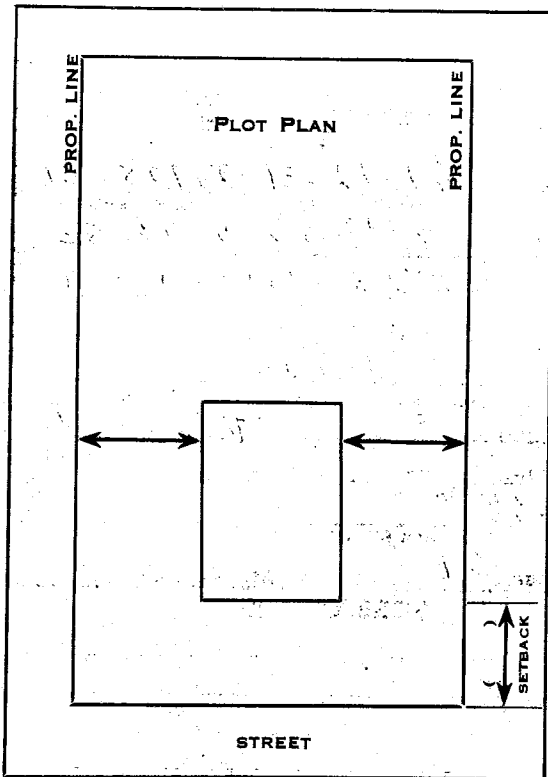 PLOT PLAN
PROP. LINE
PROP. LINE
( )
SETBACK
STREET